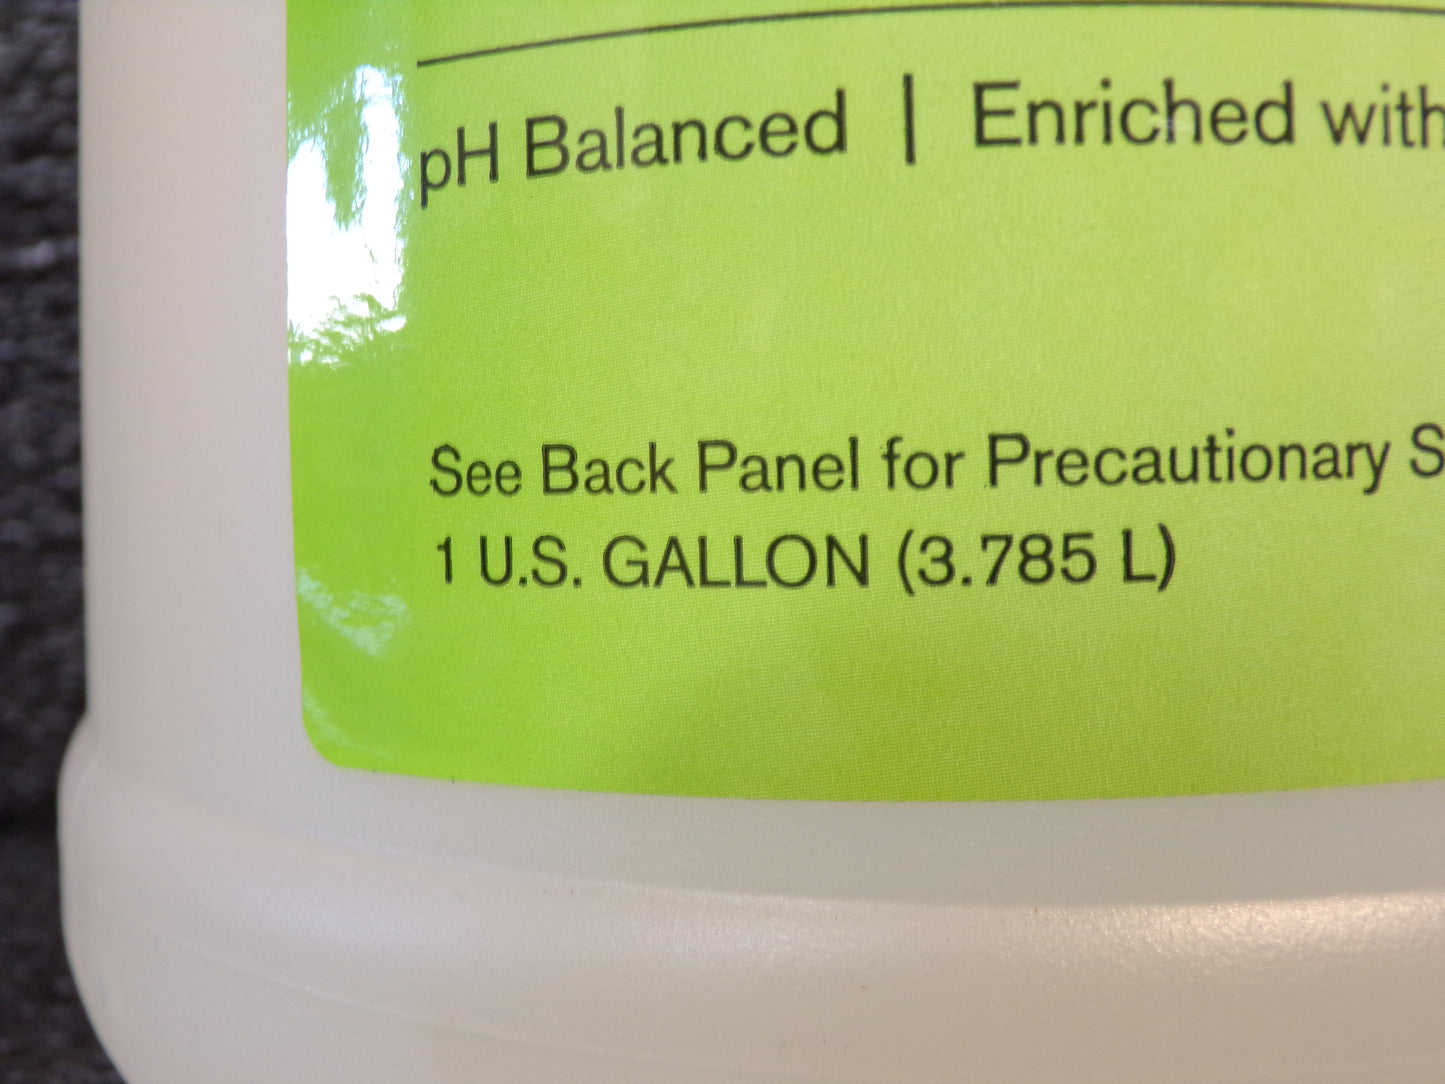 pH Balanced | Enriched with
See Back Panel for Precautionary S
1 U.S. GALLON (3.785 L)